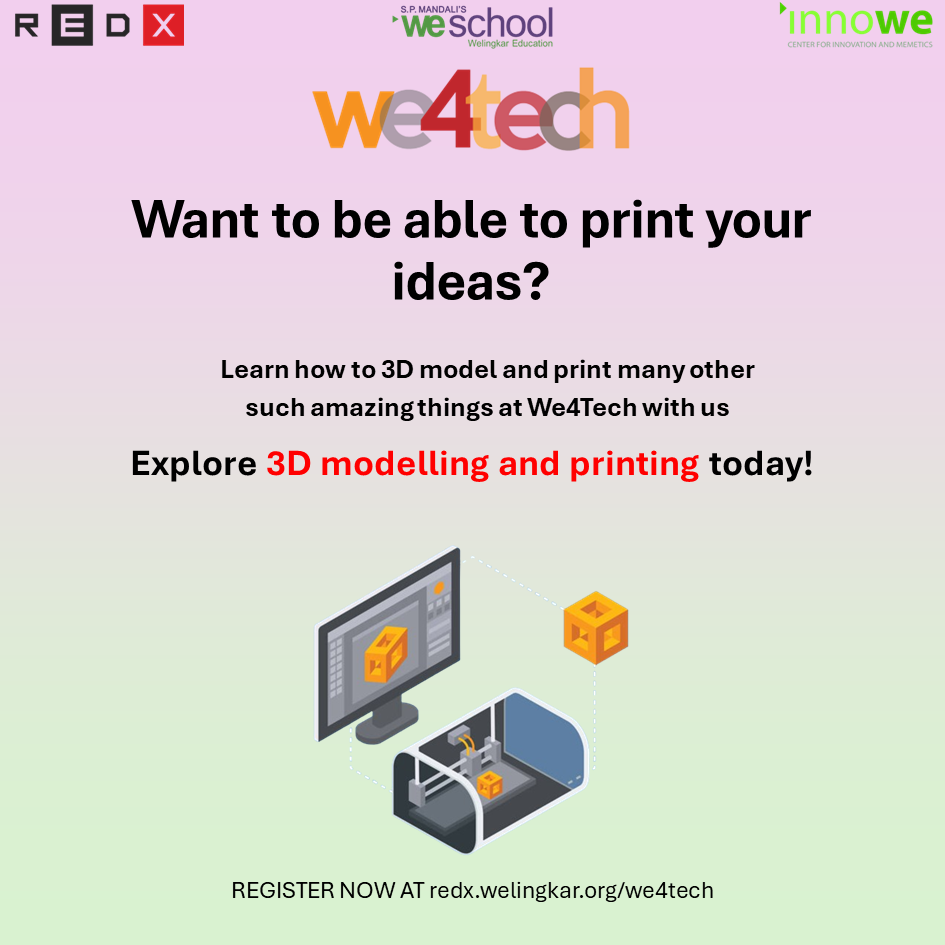 REDX
S.P. MANDALI'S
weSCHOOL
Welingkar Education
innowe
CENTER FOR INNOVATION AND MEMETICS
we4tech
Want to be able to print your
ideas?
Learn how to 3D model and print many other
such amazing things at We4Tech with us
Explore 3D modelling and printing today!
REGISTER NOW AT redx.welingkar.org/we4tech